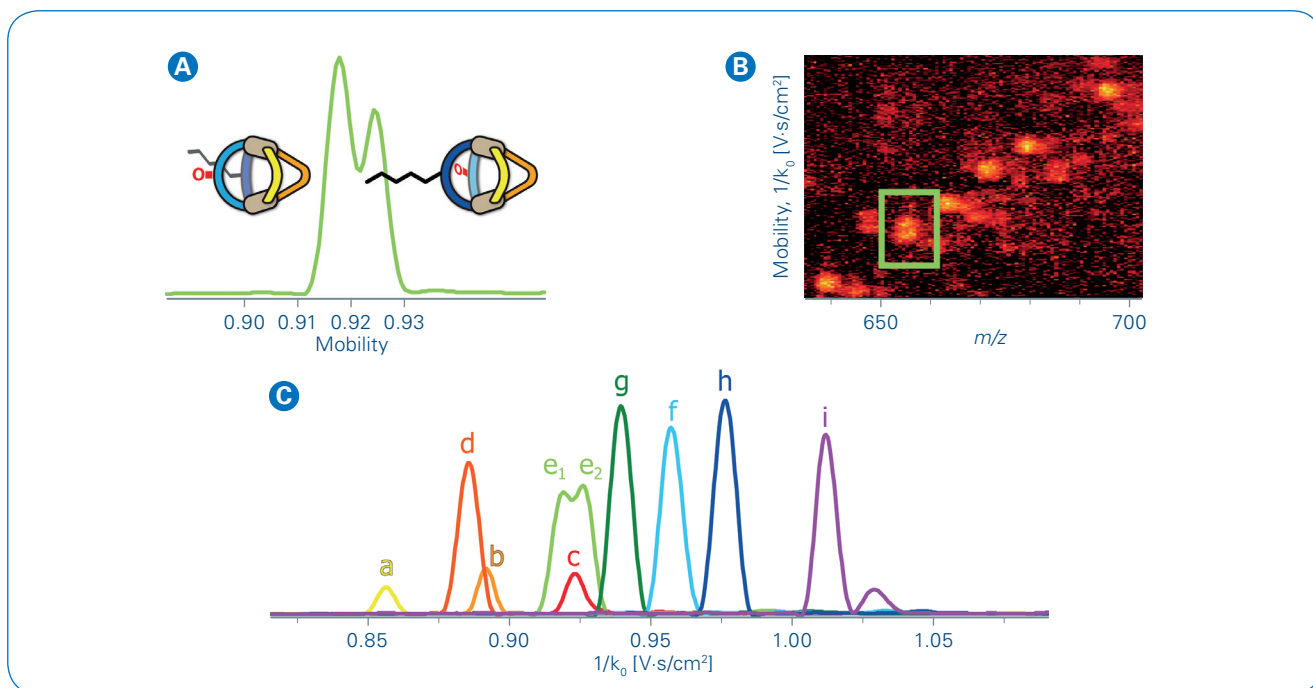 A
O
O
0.90 0.91 0.92 0.93
Mobility
B
Mobility, 1/k₀ [V·s/cm²]
650 700
m/z
C
a
d
b
e₁ e₂
c
g
f
h
i
0.85 0.90 0.95 1.00 1.05
1/k₀ [V·s/cm²]